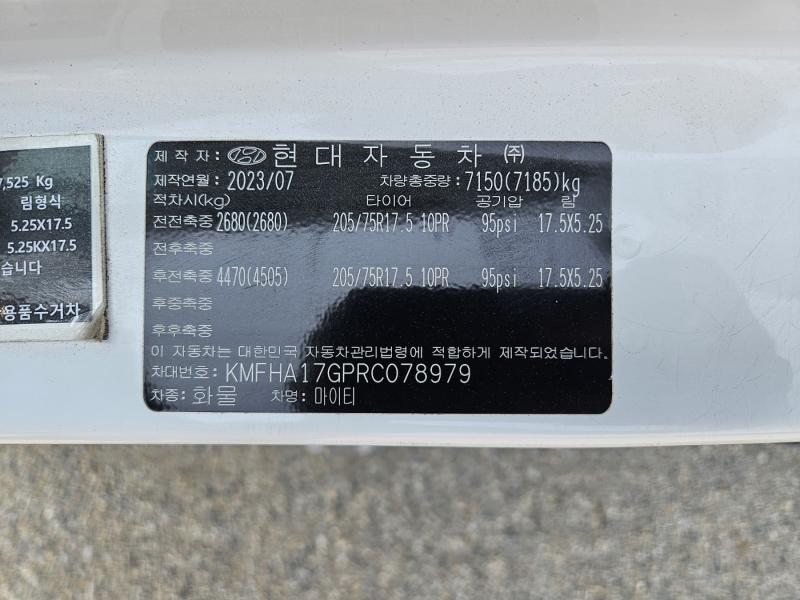 7,525 Kg
림형식
5.25X17.5
5.25KX17.5
습니다
용품수거차
제 작 자: 현 대 자 동 차 (주)
제작연월: 2023/07 차량총중량: 7150(7185)kg
적차시(kg) 타이어 공기압 림
전전축중 2680(2680) 205/75R17.5 10PR 95psi 17.5X5.25
전후축중
후전축중 4470(4505) 205/75R17.5 10PR 95psi 17.5X5.25
후중축중
후후축중
이 자동차는 대한민국 자동차관리법령에 적합하게 제작되었습니다.
차대번호: KMFHA17GPRC078979
차종: 화물 차명: 마이티